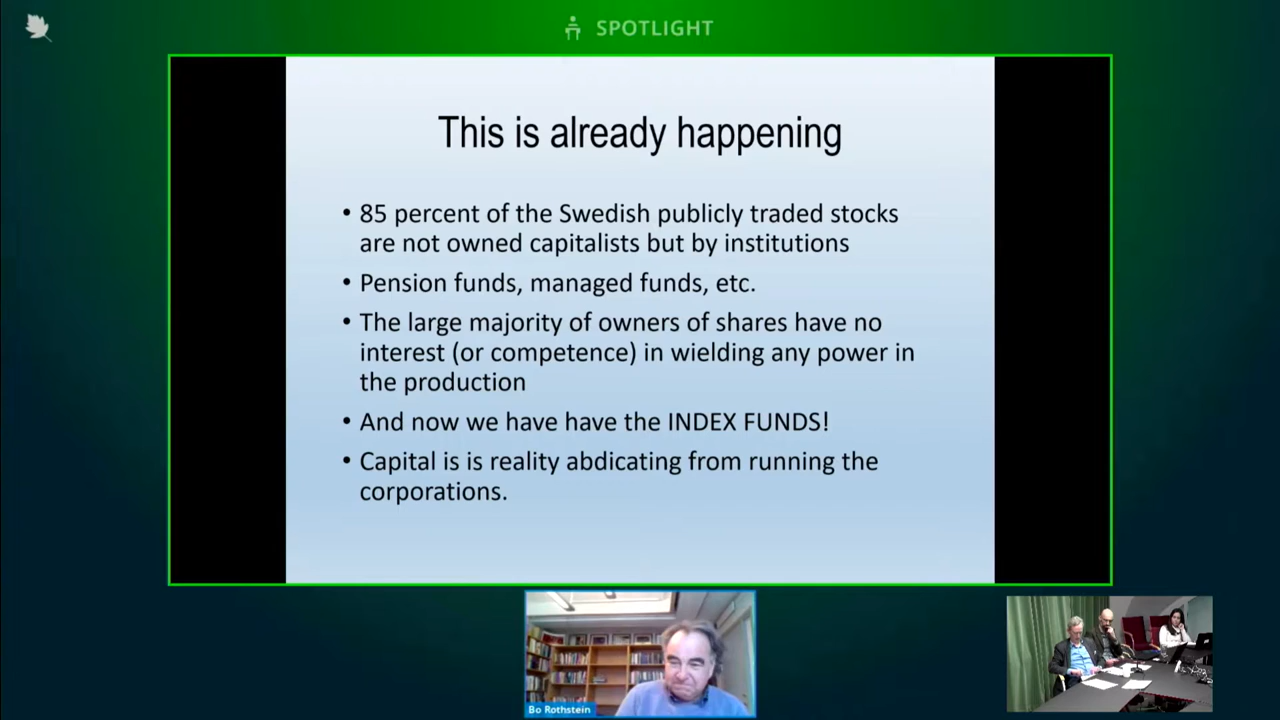 SPOTLIGHT
This is already happening
• 85 percent of the Swedish publicly traded stocks
are not owned capitalists but by institutions
• Pension funds, managed funds, etc.
• The large majority of owners of shares have no
interest (or competence) in wielding any power in
the production
• And now we have have the INDEX FUNDS!
• Capital is is reality abdicating from running the
corporations.
Bo Rothstein